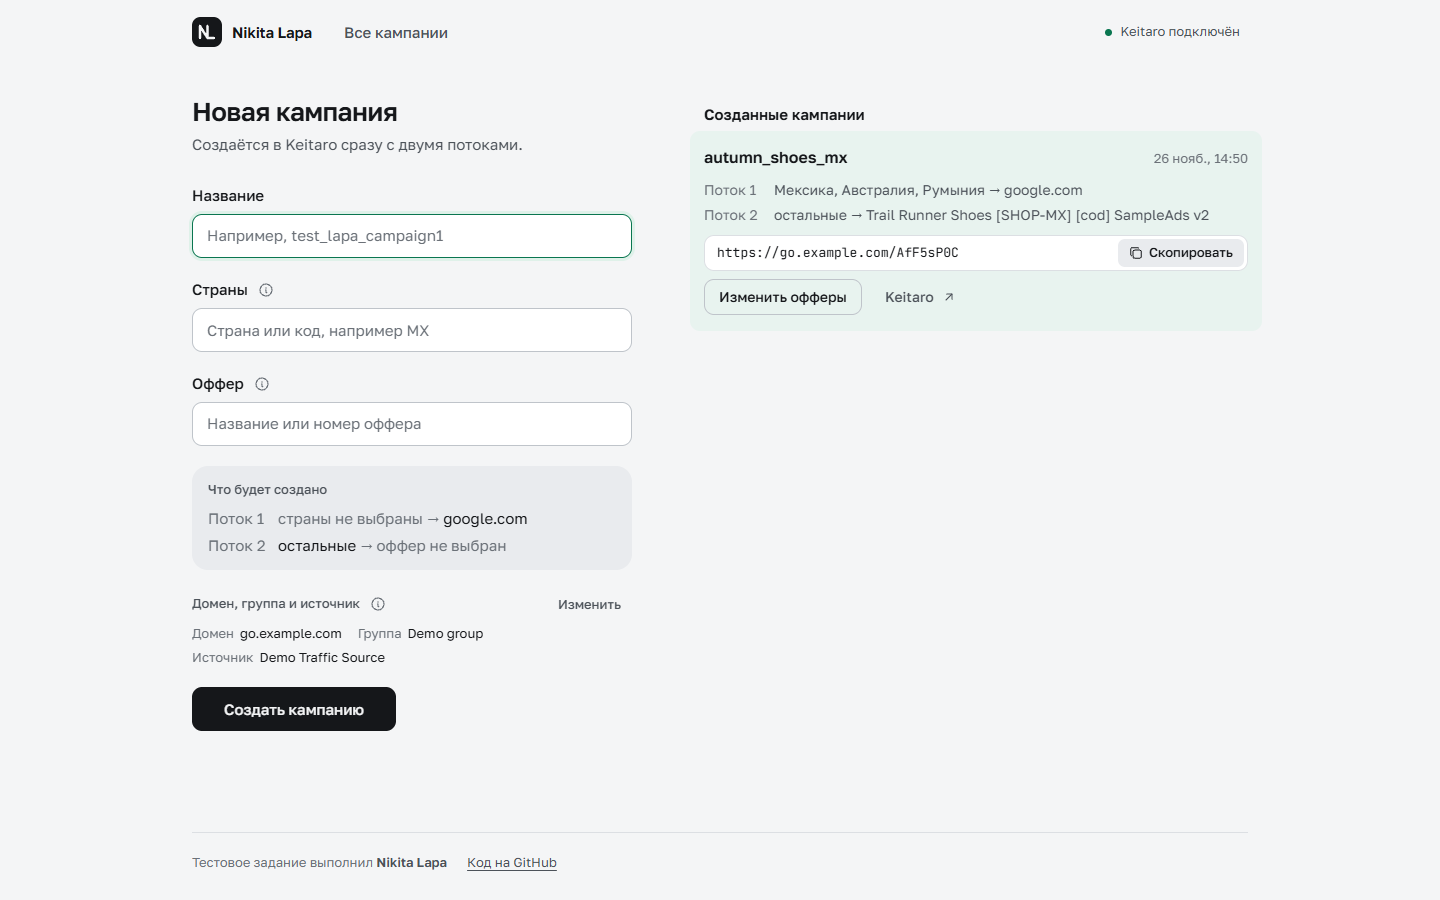 NL Nikita Lapa
Все кампании
Keitaro подключён
Новая кампания
Создаётся в Keitaro сразу с двумя потоками.
Название
Например, test_lapa_campaign1
Страны
Страна или код, например MX
Оффер
Название или номер оффера
Что будет создано
Поток 1 страны не выбраны → google.com
Поток 2 остальные → оффер не выбран
Домен, группа и источник
Изменить
Домен go.example.com Группа Demo group
Источник Demo Traffic Source
Создать кампанию
Созданные кампании
autumn_shoes_mx
26 нояб., 14:50
Поток 1 Мексика, Австралия, Румыния → google.com
Поток 2 остальные → Trail Runner Shoes [SHOP-MX] [cod] SampleAds v2
https://go.example.com/AfF5sP0C
Скопировать
Изменить офферы
Keitaro ↗
Тестовое задание выполнил Nikita Lapa
Код на GitHub